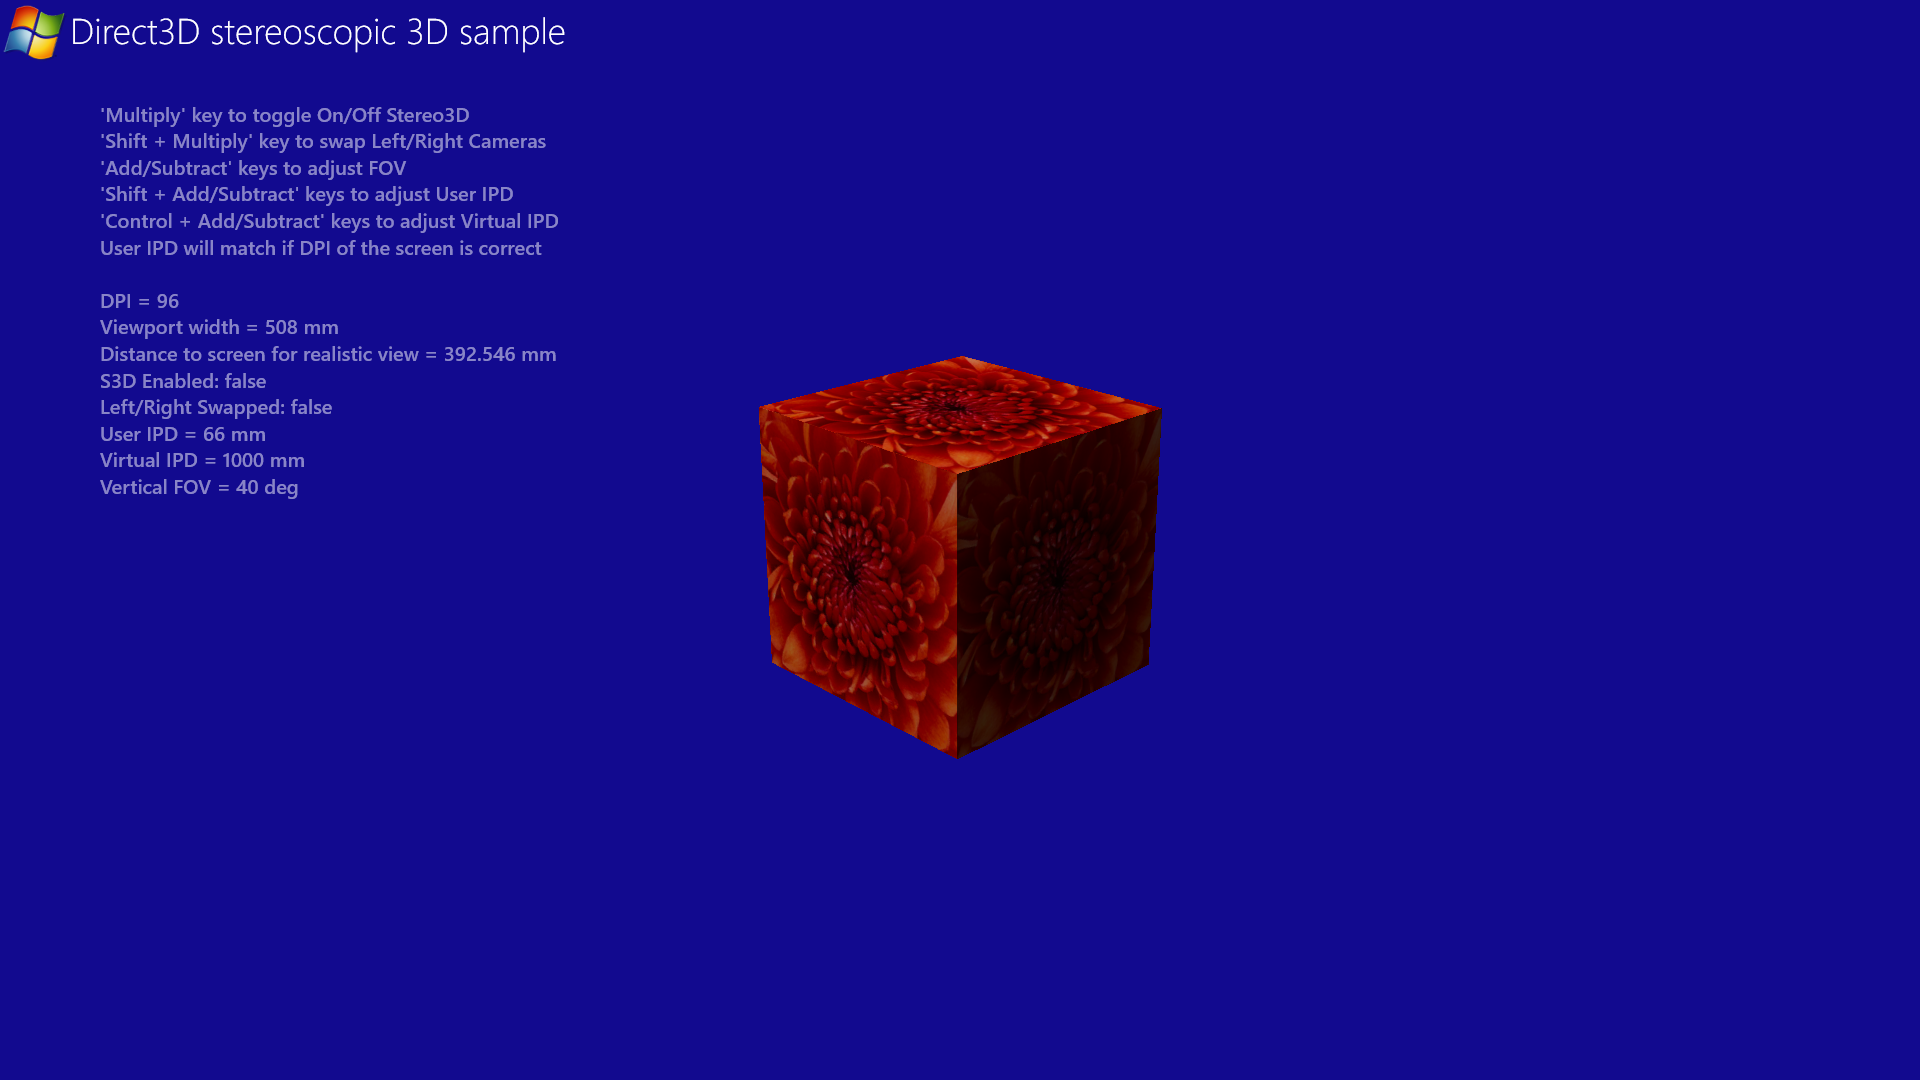 Direct3D stereoscopic 3D sample
'Multiply' key to toggle On/Off Stereo3D
'Shift + Multiply' key to swap Left/Right Cameras
'Add/Subtract' keys to adjust FOV
'Shift + Add/Subtract' keys to adjust User IPD
'Control + Add/Subtract' keys to adjust Virtual IPD
User IPD will match if DPI of the screen is correct
DPI = 96
Viewport width = 508 mm
Distance to screen for realistic view = 392.546 mm
S3D Enabled: false
Left/Right Swapped: false
User IPD = 66 mm
Virtual IPD = 1000 mm
Vertical FOV = 40 deg